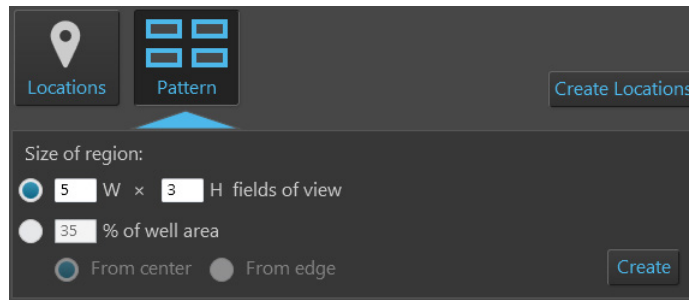 Locations Pattern
Create Locations
Size of region:
5 W × 3 H fields of view
35 % of well area
From center From edge
Create